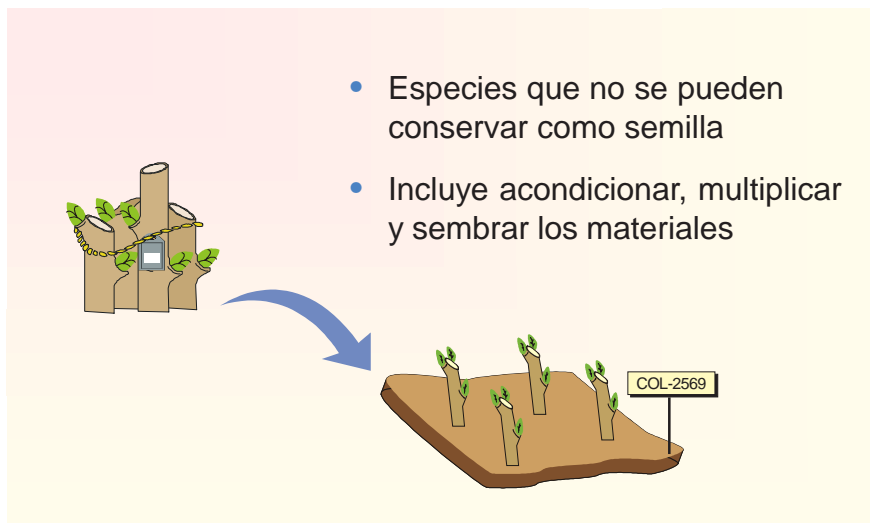 • Especies que no se pueden
conservar como semilla
• Incluye acondicionar, multiplicar
y sembrar los materiales
COL-2569